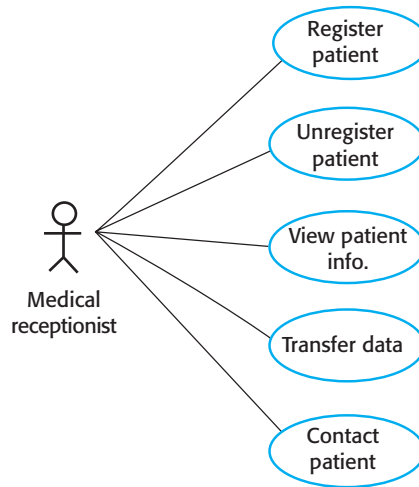 Register
patient
Unregister
patient
View patient
info.
Medical
receptionist
Transfer data
Contact
patient